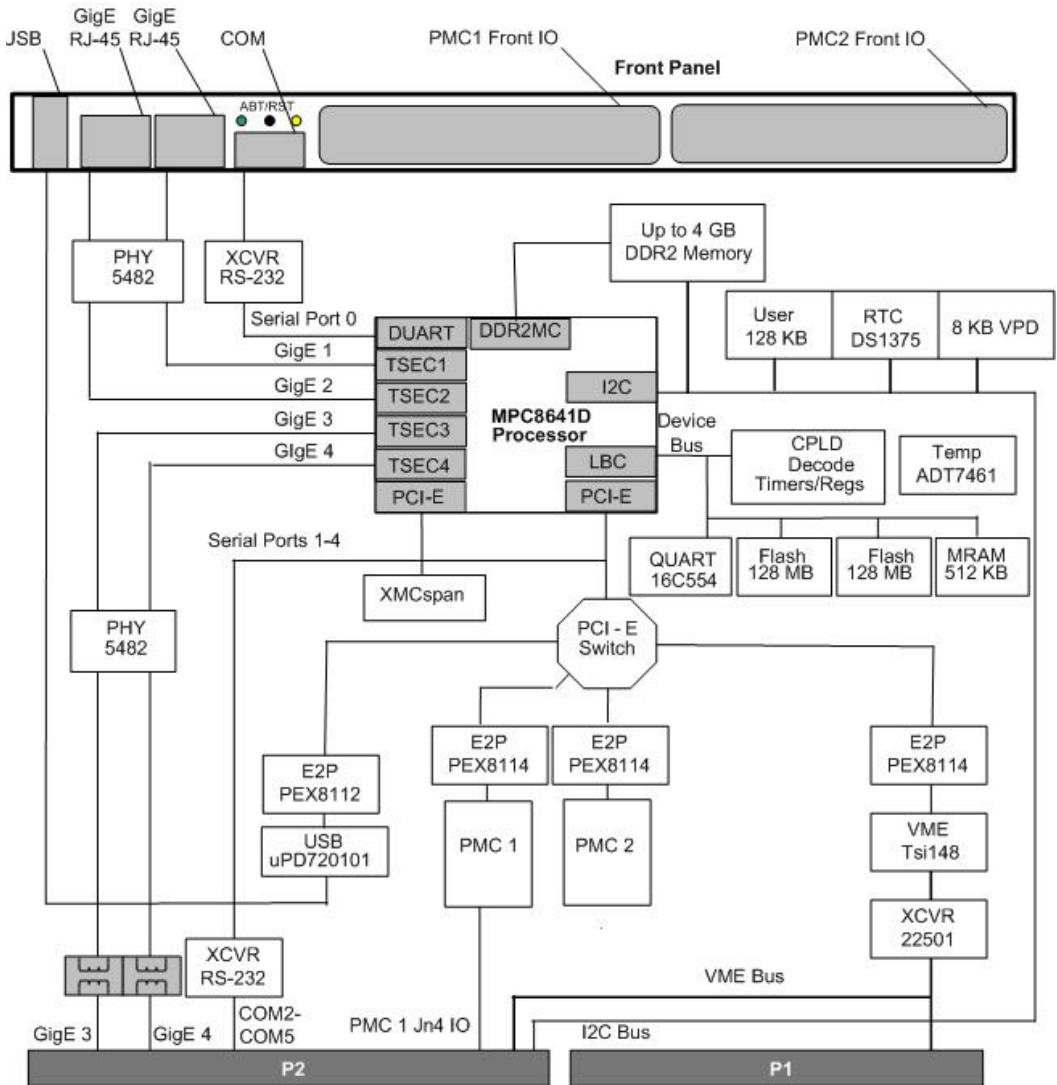 GigE GigE
USB RJ-45 RJ-45 COM PMC1 Front IO PMC2 Front IO
Front Panel
ABT/RST
PHY
5482
XCVR
RS-232
Up to 4 GB
DDR2 Memory
User
128 KB
RTC
DS1375
8 KB VPD
Serial Port 0
GigE 1
GigE 2
GigE 3
GIgE 4
DUART
DDR2MC
TSEC1
TSEC2
TSEC3
TSEC4
PCI-E
I2C
MPC8641D
Processor
LBC
PCI-E
Device
Bus
CPLD
Decode
Timers/Regs
Temp
ADT7461
Serial Ports 1-4
XMCspan
QUART
16C554
Flash
128 MB
Flash
128 MB
MRAM
512 KB
PHY
5482
PCI - E
Switch
E2P
PEX8112
E2P
PEX8114
E2P
PEX8114
E2P
PEX8114
USB
uPD720101
PMC 1
PMC 2
VME
Tsi148
XCVR
22501
XCVR
RS-232
VME Bus
GigE 3
GigE 4
COM2-
COM5
PMC 1 Jn4 IO
I2C Bus
P2
P1